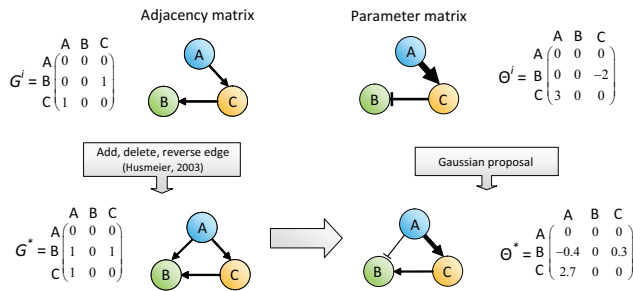 Adjacency matrix
Parameter matrix
A B C
A 0 0 0
Gⁱ = B 0 0 1
C 1 0 0
A
B
C
A
B
C
A B C
A 0 0 0
Θⁱ = B 0 0 −2
C 3 0 0
Add, delete, reverse edge
(Husmeier, 2003)
Gaussian proposal
A B C
A 0 0 0
G* = B 1 0 1
C 1 0 0
A
B
C
A
B
C
A B C
A 0 0 0
Θ* = B −0.4 0 0.3
C 2.7 0 0